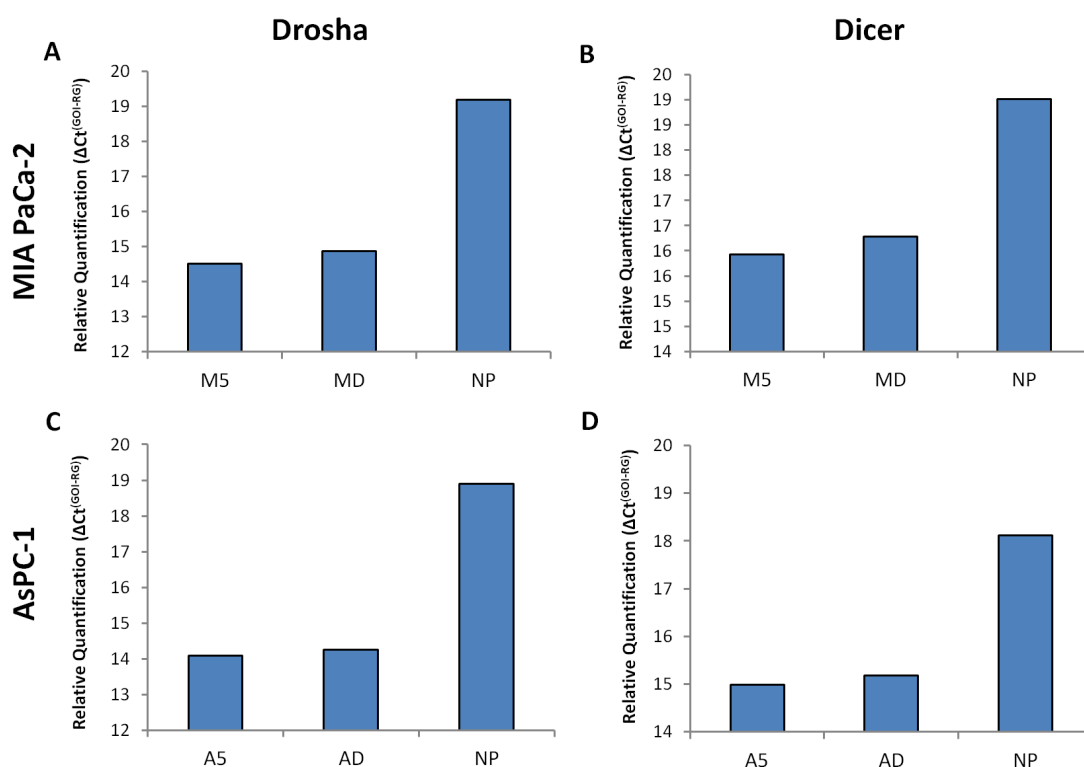 Drosha
Dicer
MIA PaCa-2
AsPC-1
A
Relative Quantification (ΔCt(GOI-RG))
20
19
18
17
16
15
14
13
12
M5 MD NP
B
Relative Quantification (ΔCt(GOI-RG))
20
19
19
18
18
17
17
16
16
15
15
14
M5 MD NP
C
Relative Quantification (ΔCt(GOI-RG))
20
19
18
17
16
15
14
13
12
A5 AD NP
D
Relative Quantification (ΔCt(GOI-RG))
20
19
18
17
16
15
14
A5 AD NP